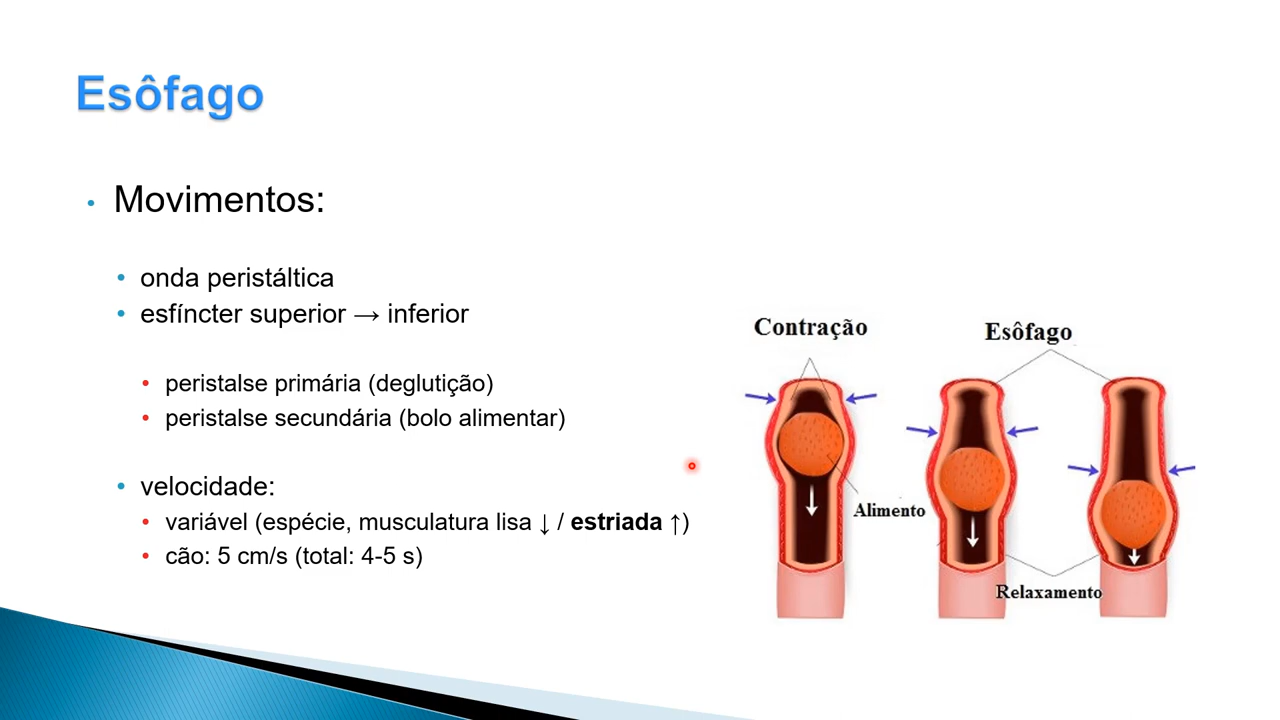 Esôfago
• Movimentos:
• onda peristáltica
• esfíncter superior → inferior
• peristalse primária (deglutição)
• peristalse secundária (bolo alimentar)
• velocidade:
• variável (espécie, musculatura lisa ↓ / estriada ↑)
• cão: 5 cm/s (total: 4-5 s)
Contração
Esôfago
Alimento
Relaxamento